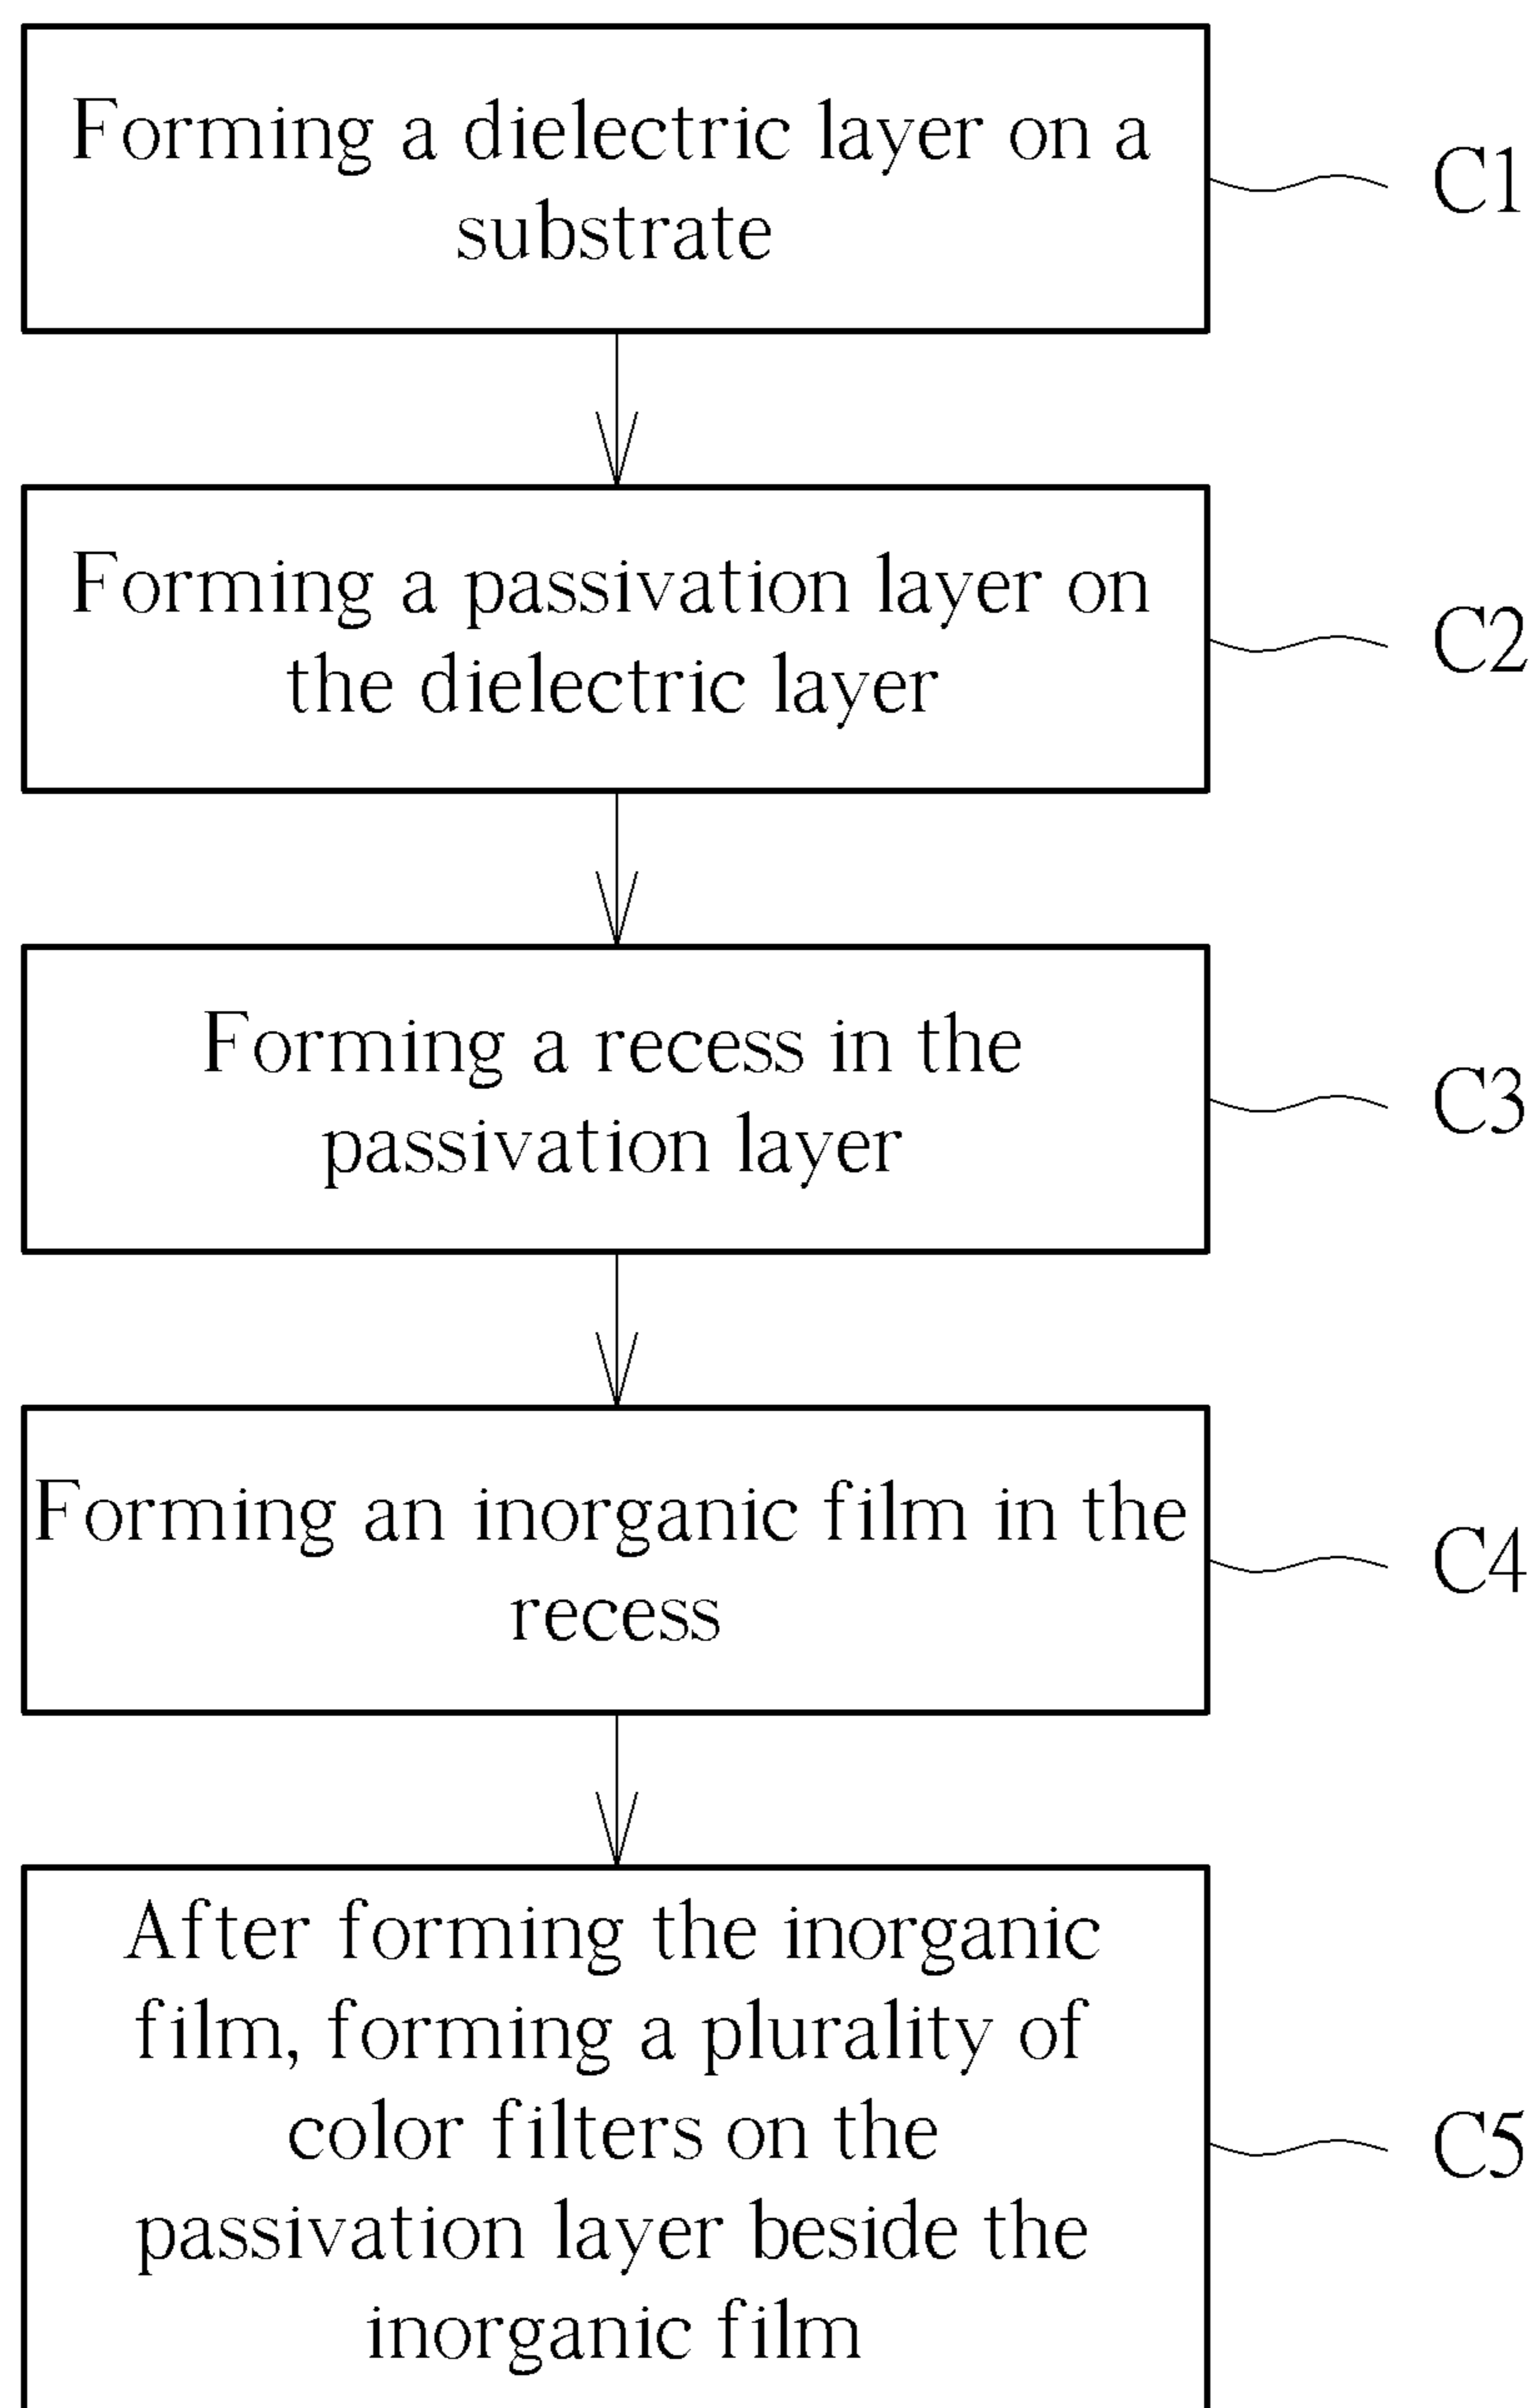 Forming a dielectric layer on a
substrate
C1
Forming a passivation layer on
the dielectric layer
C2
Forming a recess in the
passivation layer
C3
Forming an inorganic film in the
recess
C4
After forming the inorganic
film, forming a plurality of
color filters on the
passivation layer beside the
inorganic film
C5